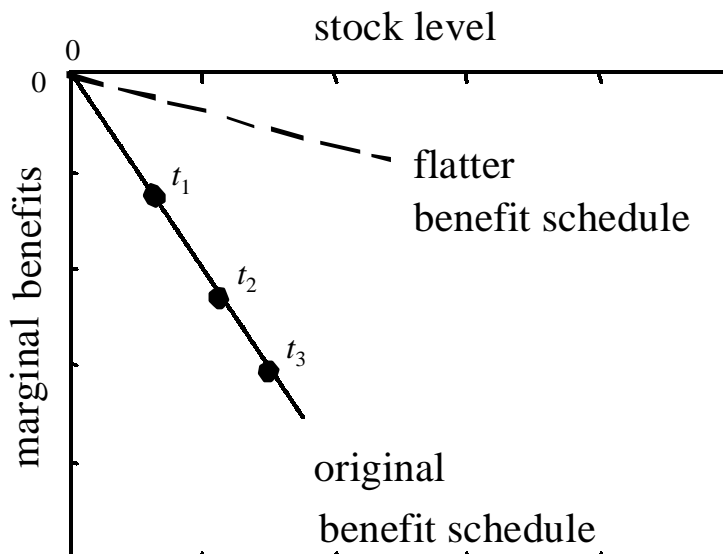 stock level
0
0
flatter
benefit schedule
marginal benefits
t₁
t₂
t₃
original
benefit schedule